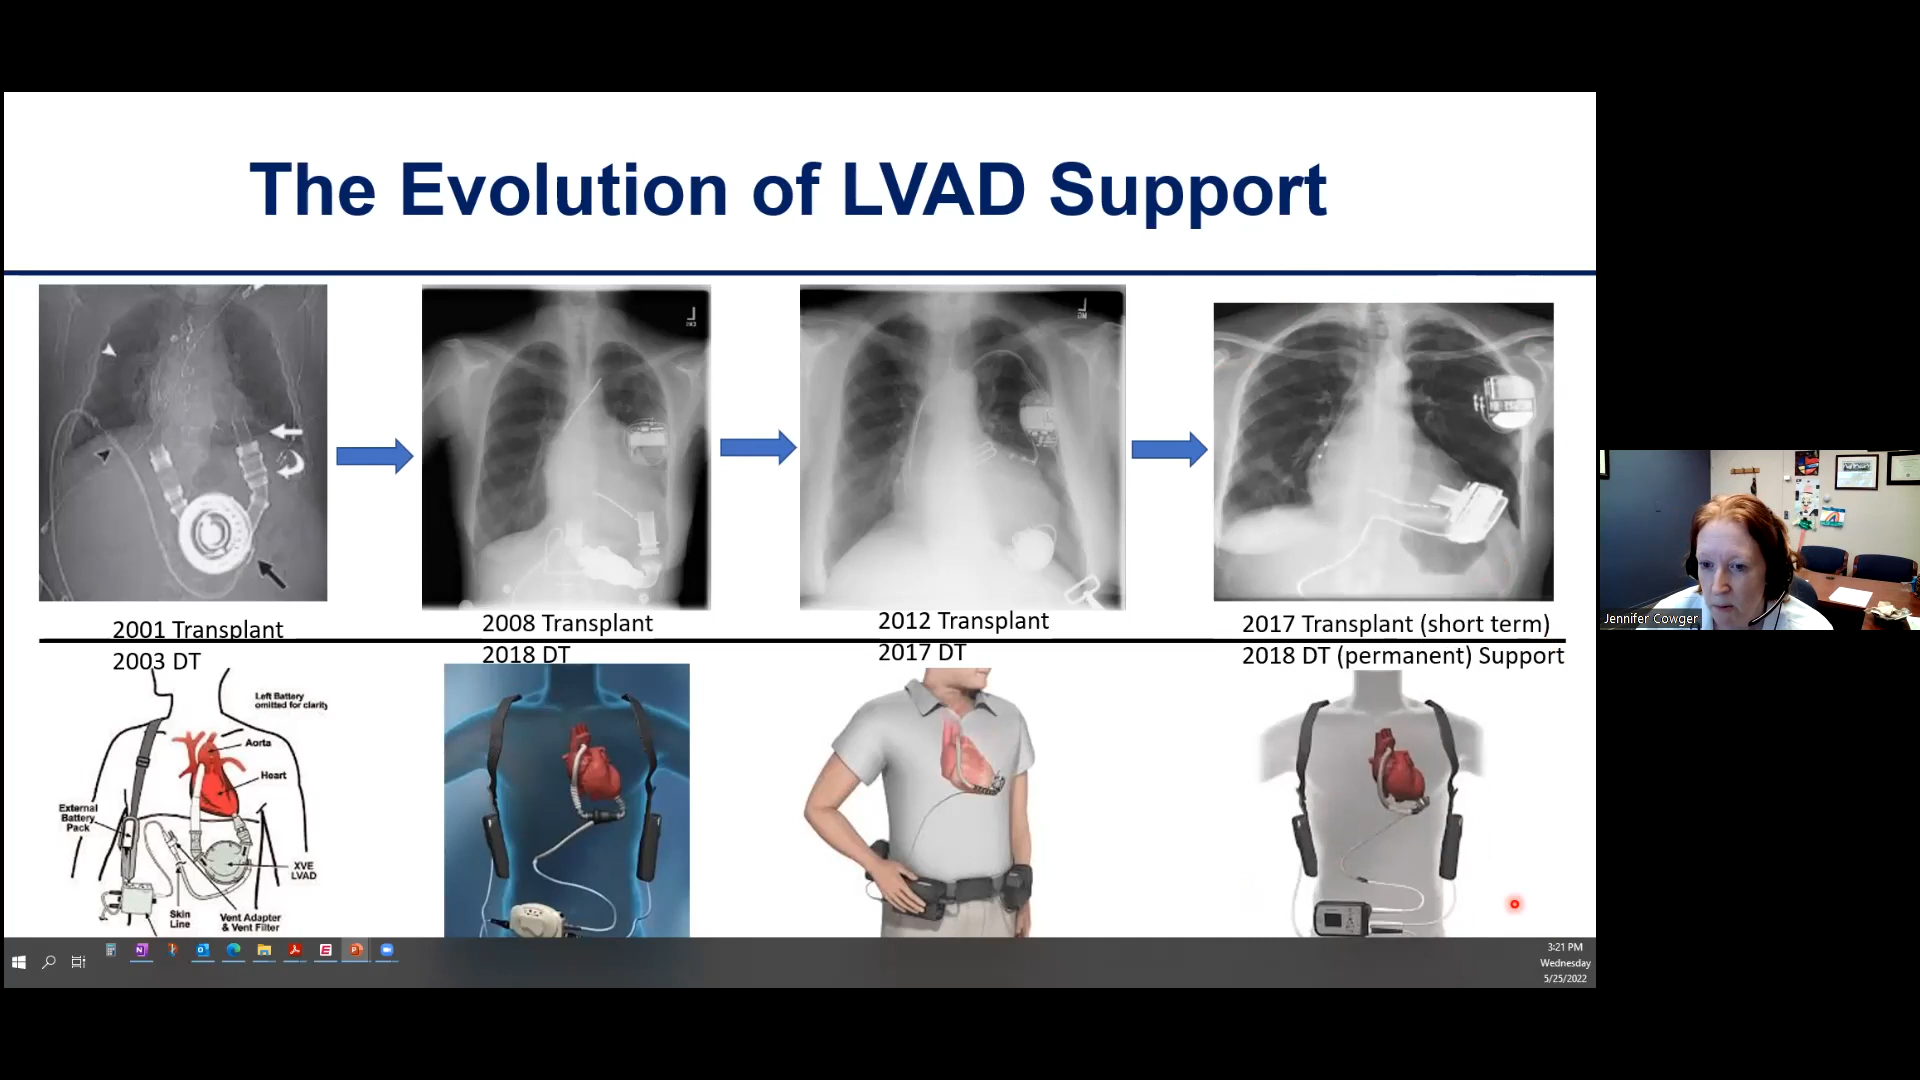 The Evolution of LVAD Support
L
L
2001 Transplant
2003 DT
2008 Transplant
2018 DT
2012 Transplant
2017 DT
2017 Transplant (short term)
2018 DT (permanent) Support
Left Battery
omitted for clarity
Aorta
Heart
External
Battery
Pack
XVE
LVAD
Skin
Line
Vent Adapter
& Vent Filter
Jennifer Cowger
3:21 PM
Wednesday
5/25/2022